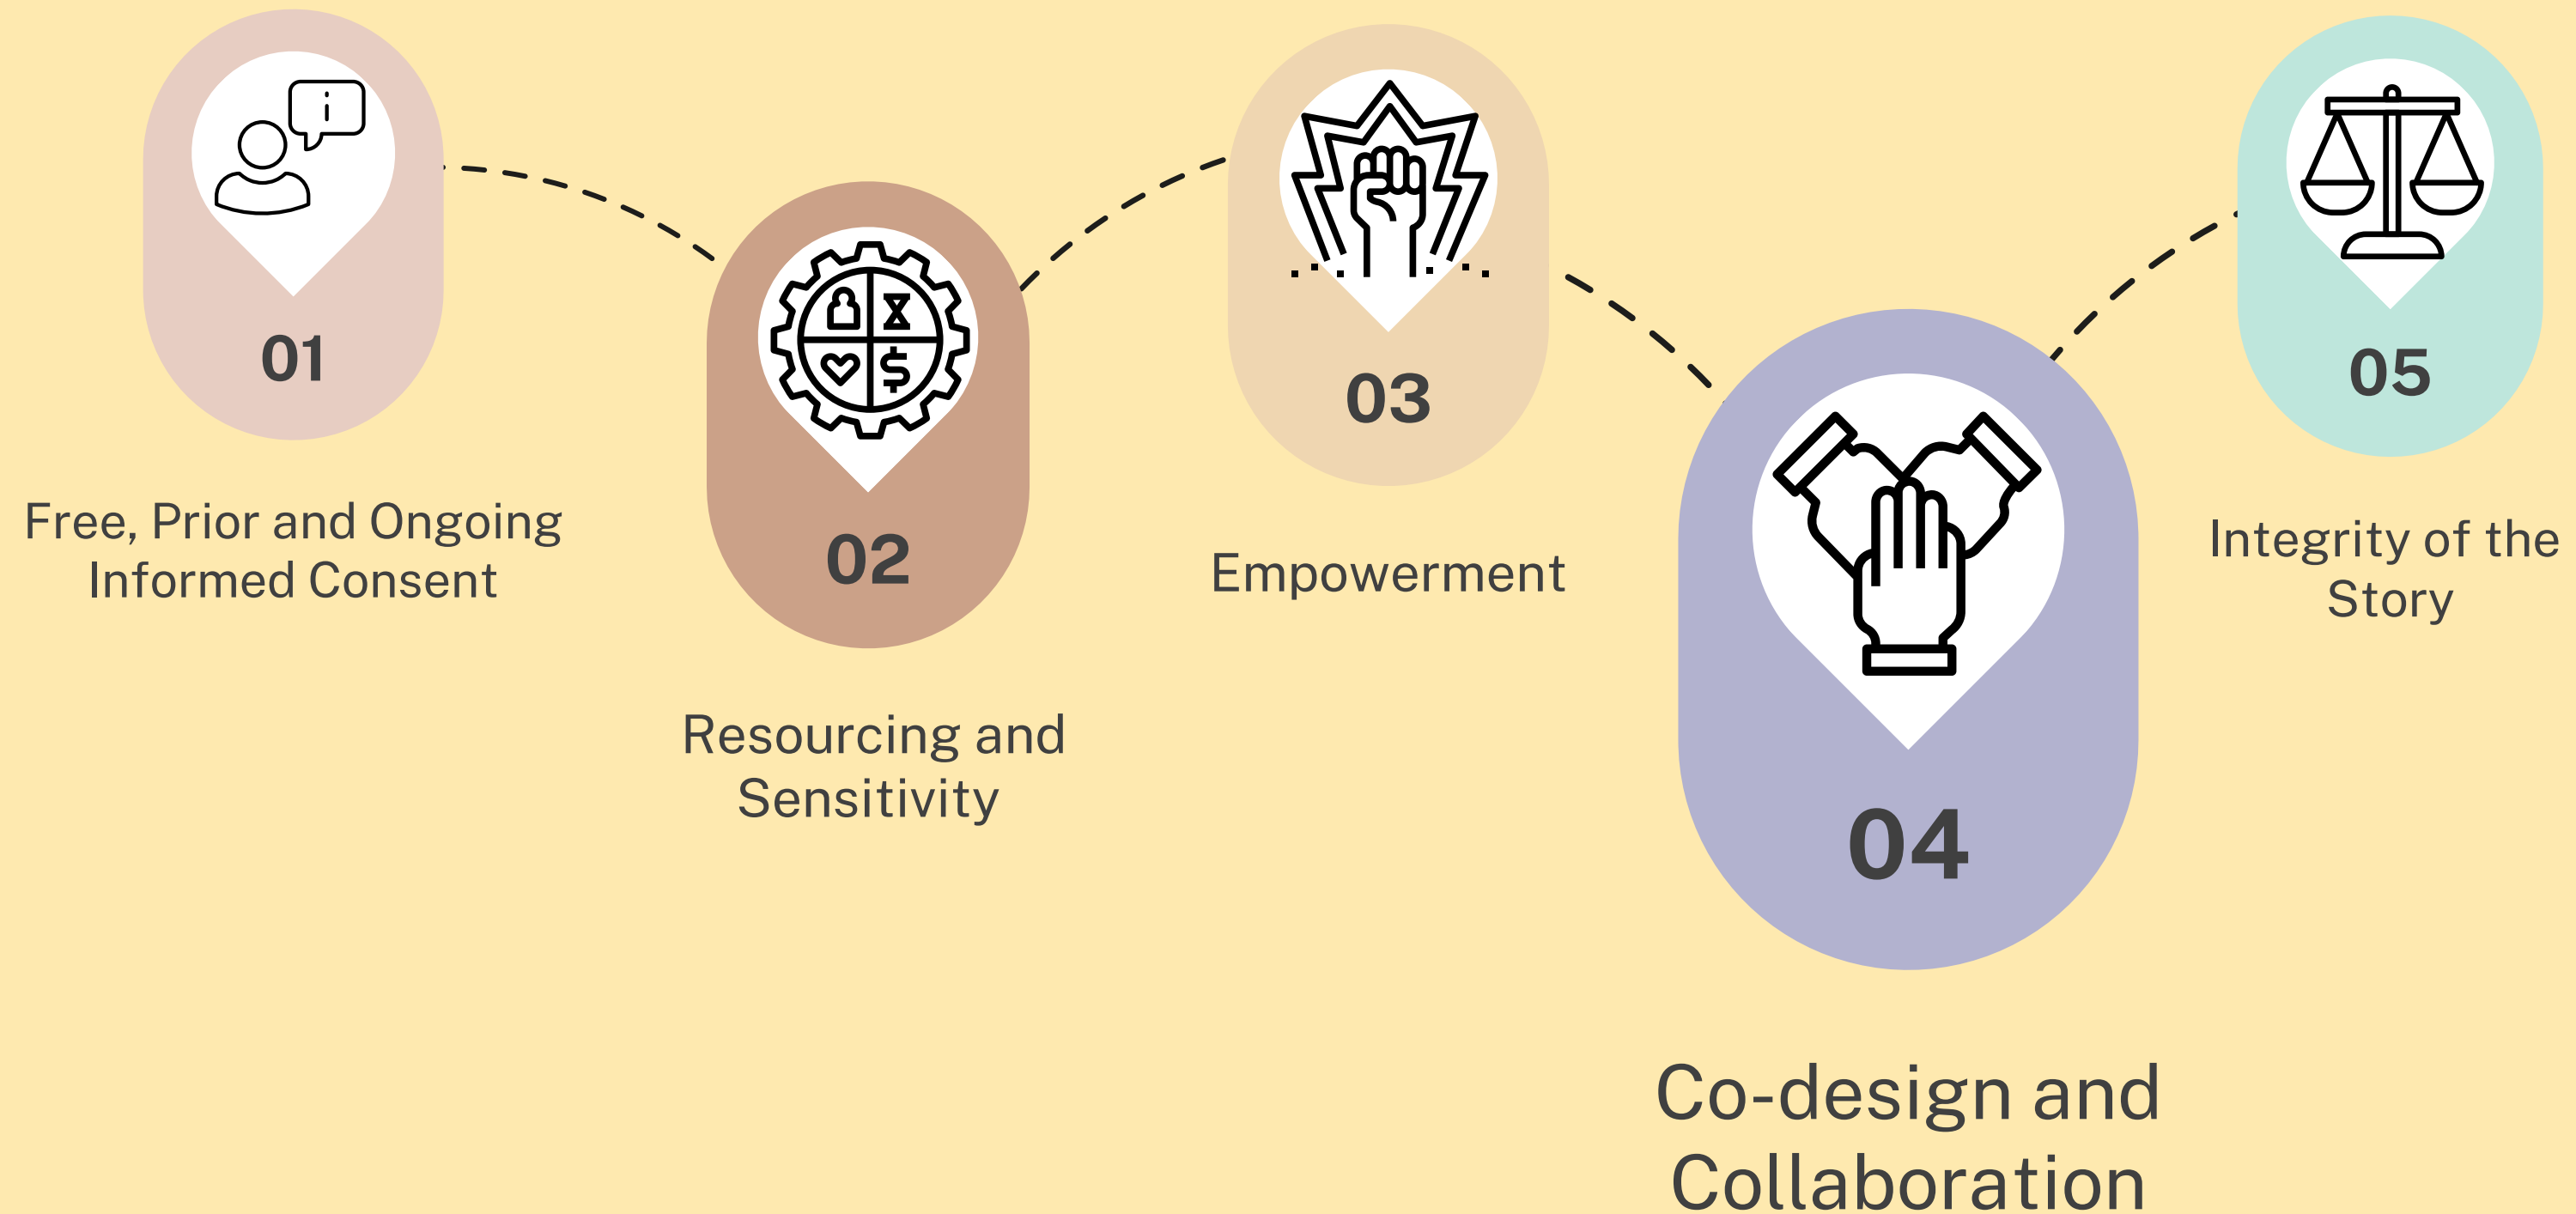 01
Free, Prior and Ongoing
Informed Consent
02
Resourcing and
Sensitivity
03
Empowerment
04
Co-design and
Collaboration
05
Integrity of the
Story